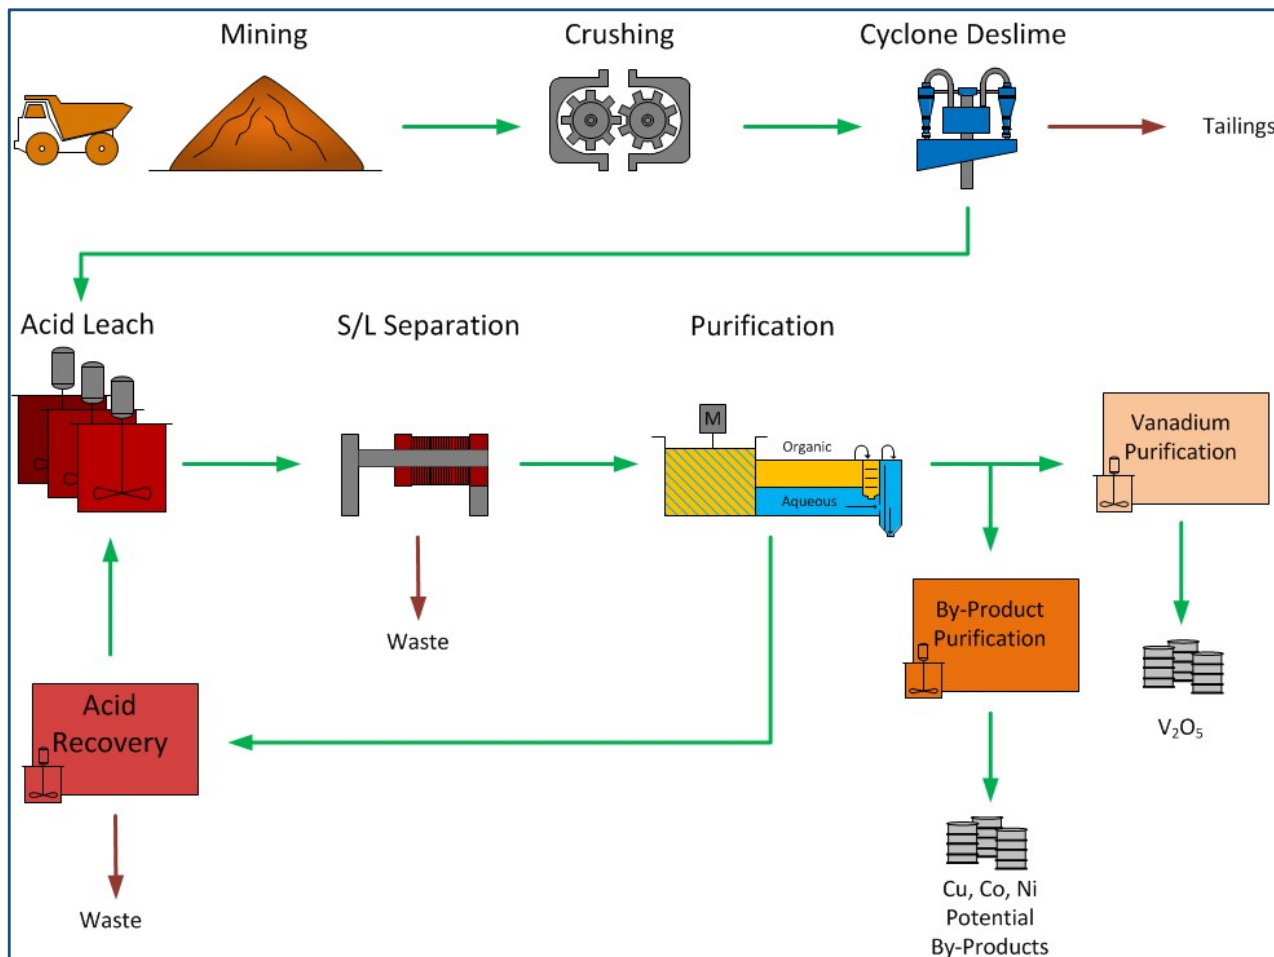 Mining
Crushing
Cyclone Deslime
Tailings
Acid Leach
S/L Separation
Purification
M
Organic
Aqueous
Vanadium
Purification
By-Product
Purification
Waste
V₂O₅
Acid
Recovery
Waste
Cu, Co, Ni
Potential
By-Products